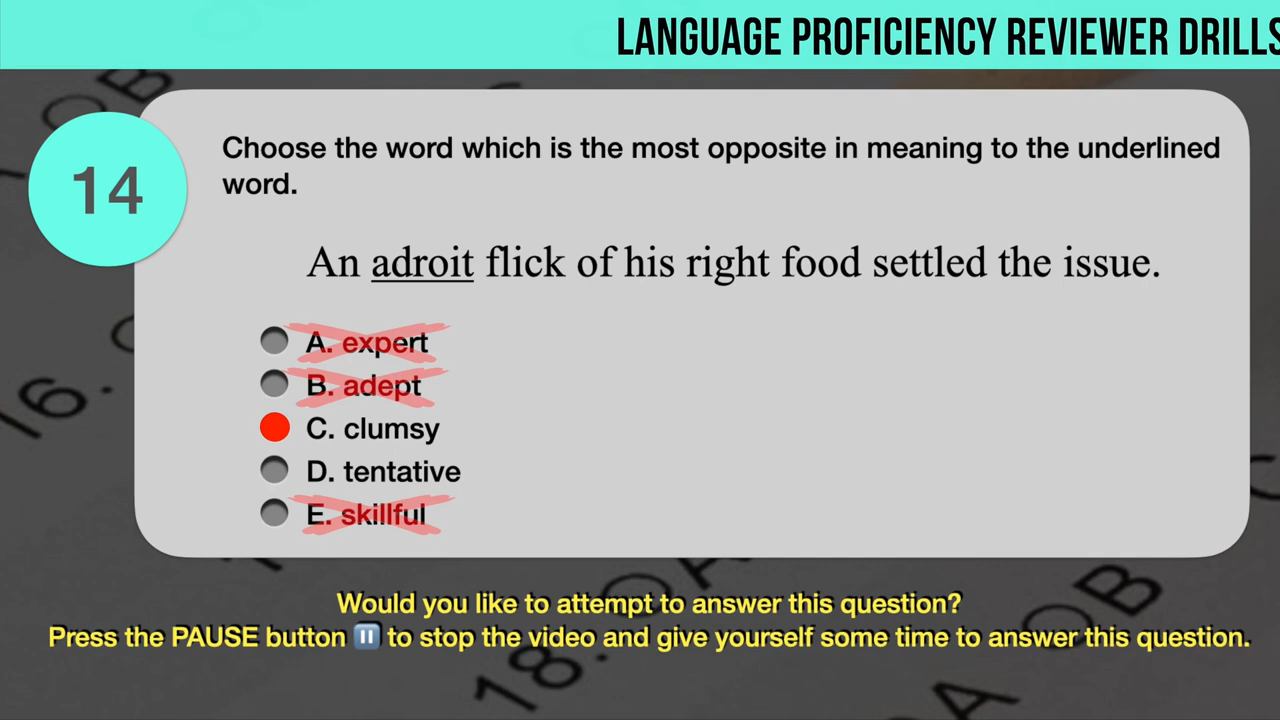 LANGUAGE PROFICIENCY REVIEWER DRILLS
14
Choose the word which is the most opposite in meaning to the underlined
word.
An adroit flick of his right food settled the issue.
A. expert
B. adept
C. clumsy
D. tentative
E. skillful
Would you like to attempt to answer this question?
Press the PAUSE button ⏸ to stop the video and give yourself some time to answer this question.
16.
18.
A
B